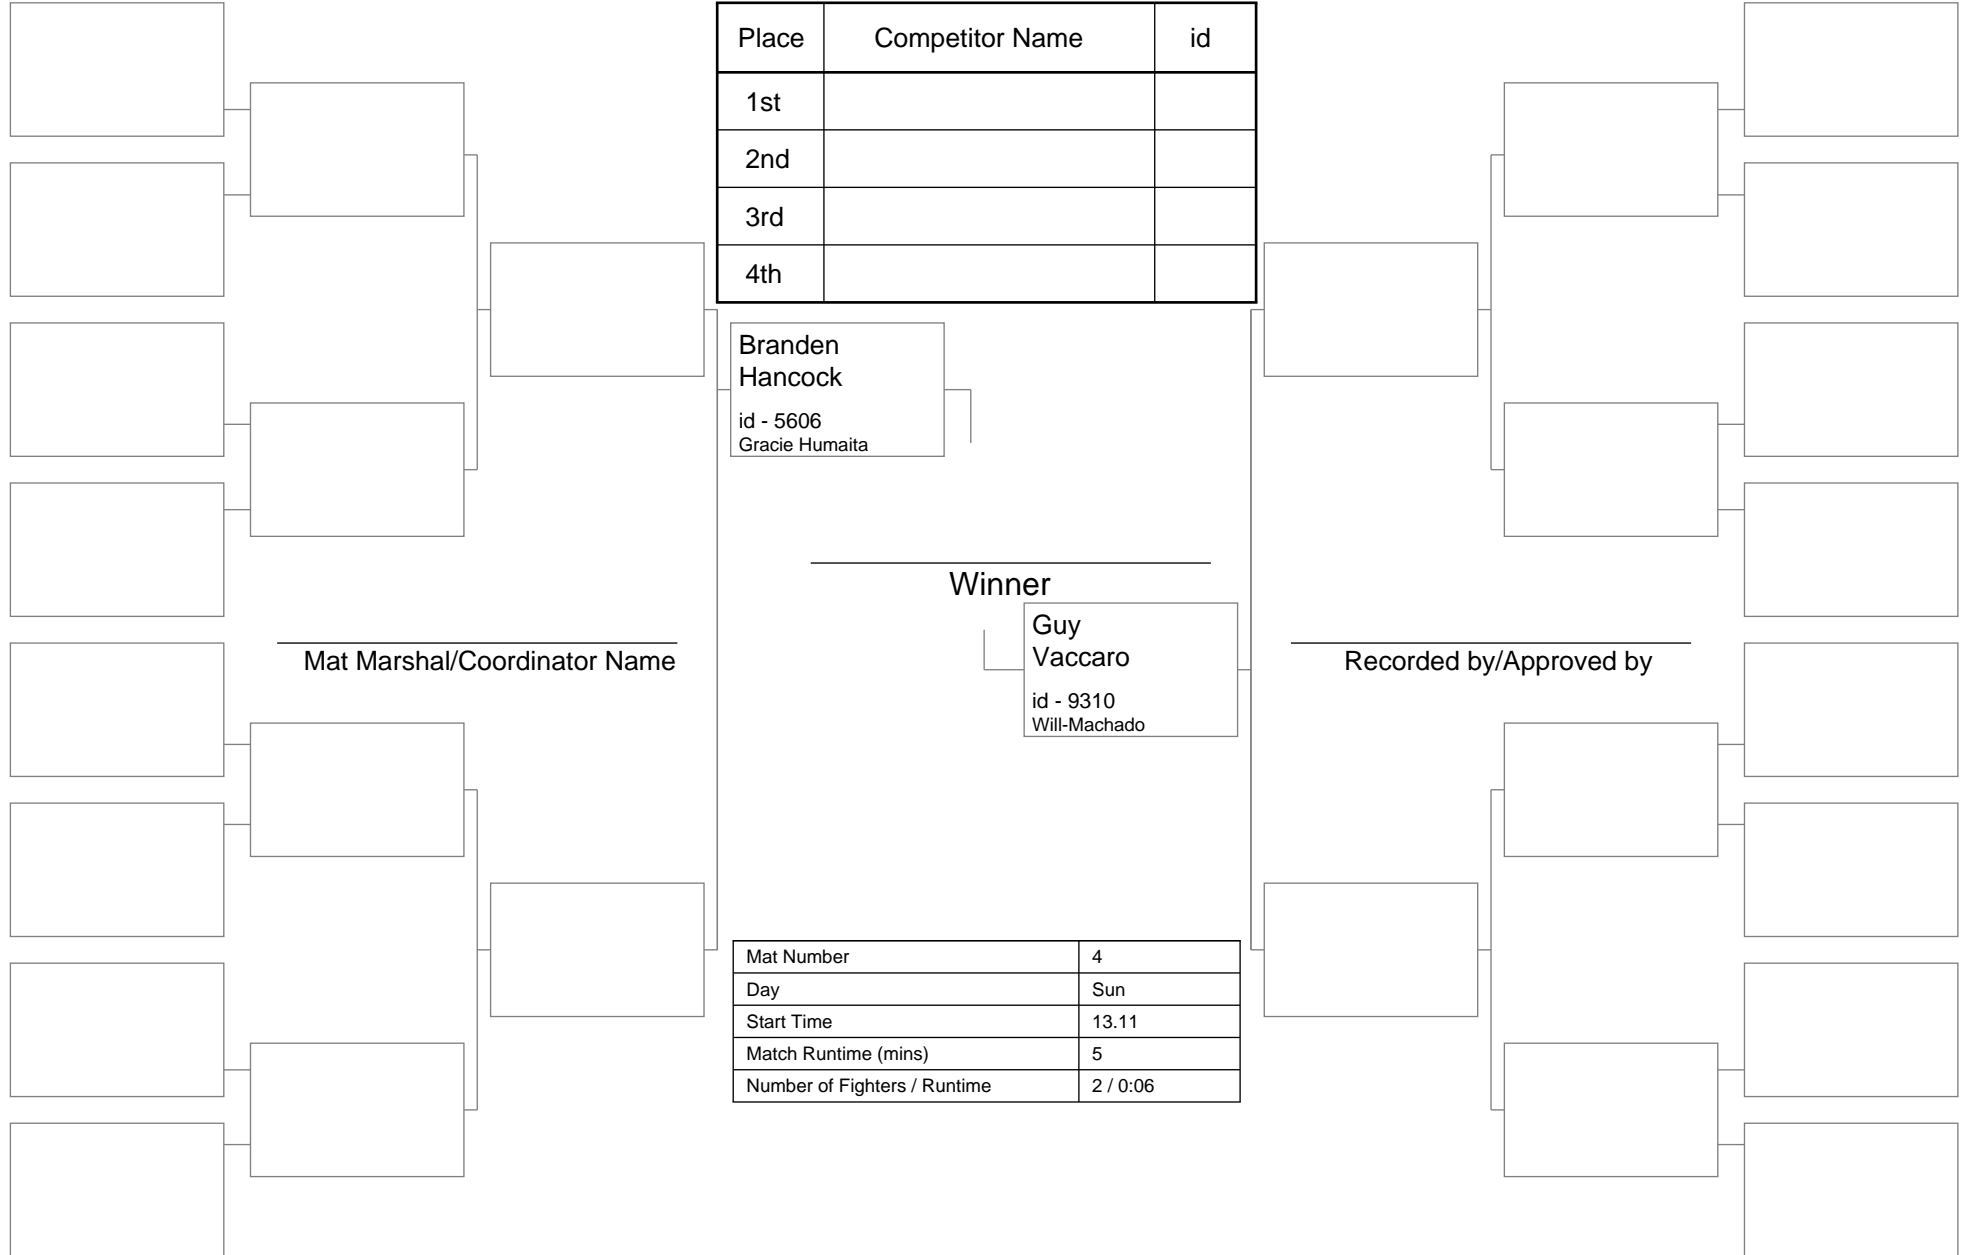 Place Competitor Name id
1st
2nd
3rd
4th
Branden
Hancock
id - 5606
Gracie Humaita
Winner
Guy
Vaccaro
id - 9310
Will-Machado
Mat Marshal/Coordinator Name
Recorded by/Approved by
Mat Number 4
Day Sun
Start Time 13.11
Match Runtime (mins) 5
Number of Fighters / Runtime 2 / 0:06